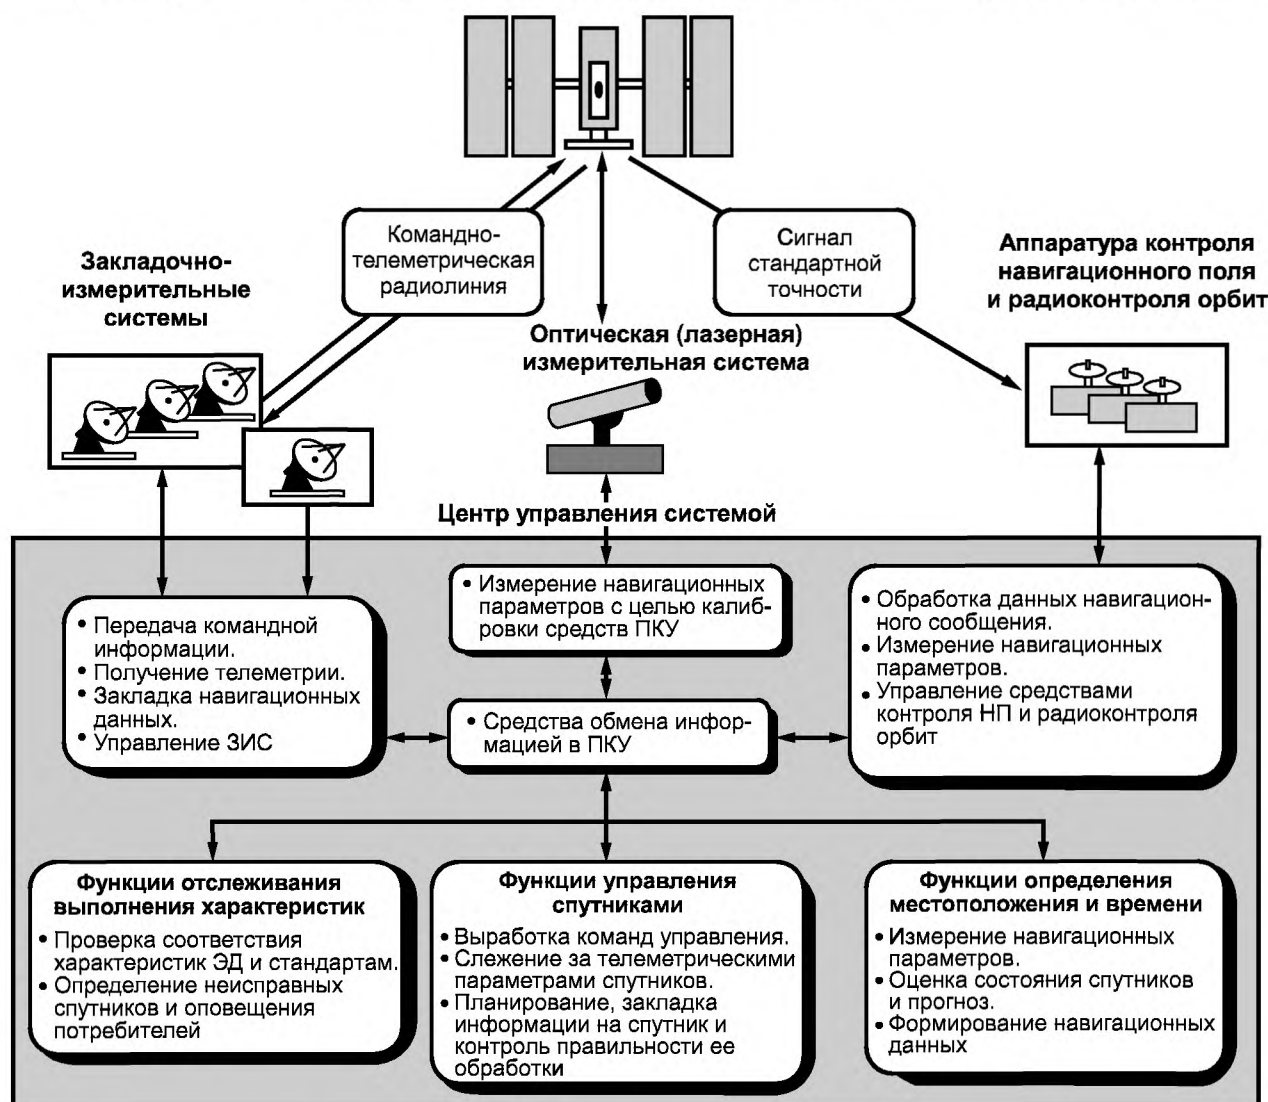 Командно-
телеметрическая
радиолиния
Сигнал
стандартной
точности
Закладочно-
измерительные
системы
Аппаратура контроля
навигационного поля
и радиоконтроля орбит
Оптическая (лазерная)
измерительная система
Центр управления системой
• Передача командной
информации.
• Получение телеметрии.
• Закладка навигационных
данных.
• Управление ЗИС
• Измерение навигационных
параметров с целью калиб-
ровки средств ПКУ
• Средства обмена инфор-
мацией в ПКУ
• Обработка данных навигацион-
ного сообщения.
• Измерение навигационных
параметров.
• Управление средствами
контроля НП и радиоконтроля
орбит
Функции отслеживания
выполнения характеристик
• Проверка соответствия
характеристик ЭД и стандартам.
• Определение неисправных
спутников и оповещения
потребителей
Функции управления
спутниками
• Выработка команд управления.
• Слежение за телеметрическими
параметрами спутников.
• Планирование, закладка
информации на спутник и
контроль правильности ее
обработки
Функции определения
местоположения и времени
• Измерение навигационных
параметров.
• Оценка состояния спутников
и прогноз.
• Формирование навигационных
данных